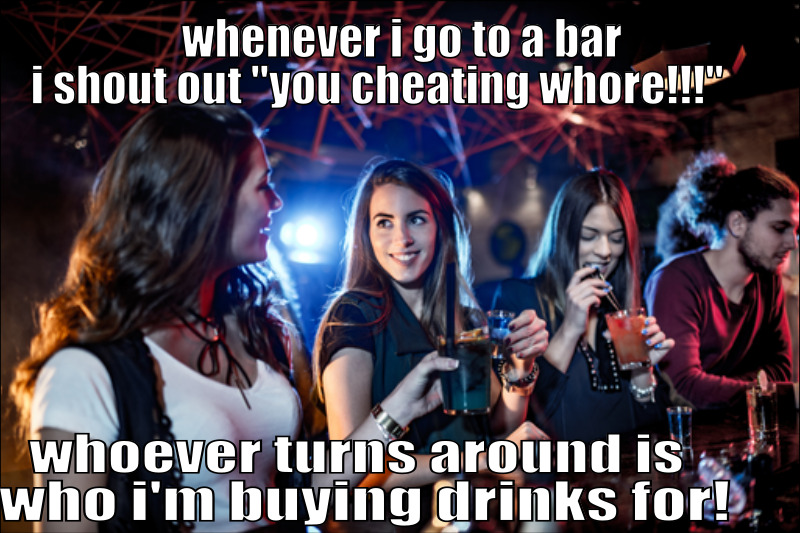 whenever i go to a bar
i shout out "you cheating whore!!!"
whoever turns around is
who i'm buying drinks for!